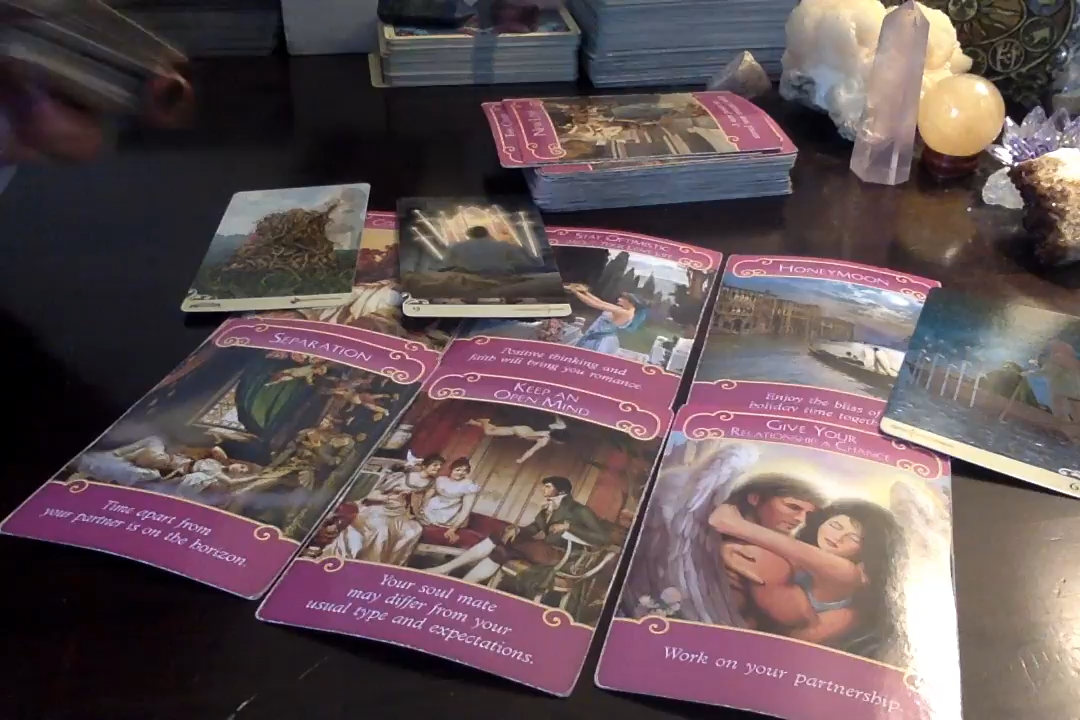 STAY OPTIMISTIC
HONEYMOON
Positive thinking and
faith will bring you romance.
Enjoy the bliss of
holiday time
SEPARATION
Time apart from
your partner is on the horizon.
KEEP AN
OPEN MIND
Your soul mate
may differ from your
usual type and expectations.
GIVE YOUR
RELATIONSHIP A CHANCE
Work on your partnership.